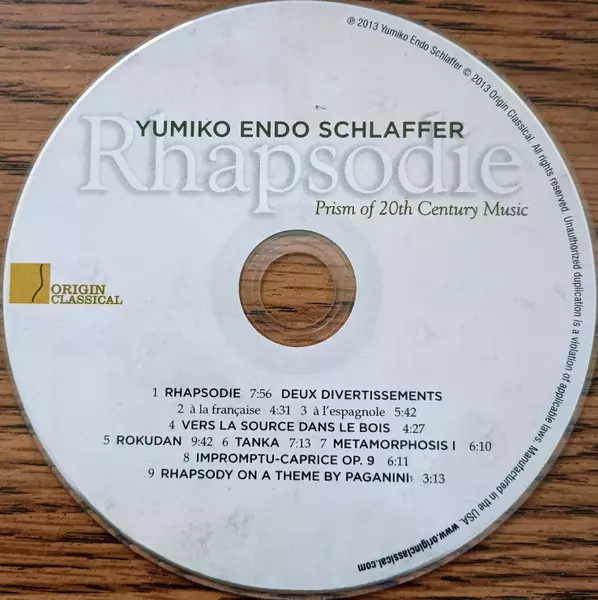 YUMIKO ENDO SCHLAFFER
Rhapsodie
Prism of 20th Century Music
ORIGIN
CLASSICAL
1 RHAPSODIE 7:56 DEUX DIVERTISSEMENTS
2 à la française 4:31 3 à l'espagnole 5:42
4 VERS LA SOURCE DANS LE BOIS 4:27
5 ROKUDAN 9:42 6 TANKA 7:13 7 METAMORPHOSIS I 6:10
8 IMPROMPTU-CAPRICE OP. 9 6:11
9 RHAPSODY ON A THEME BY PAGANINI 3:13
℗ 2013 Yumiko Endo Schlaffer © 2013 Origin Classical. All rights reserved. Unauthorized duplication is a violation of applicable laws. Manufactured in the USA. www.originclassical.com